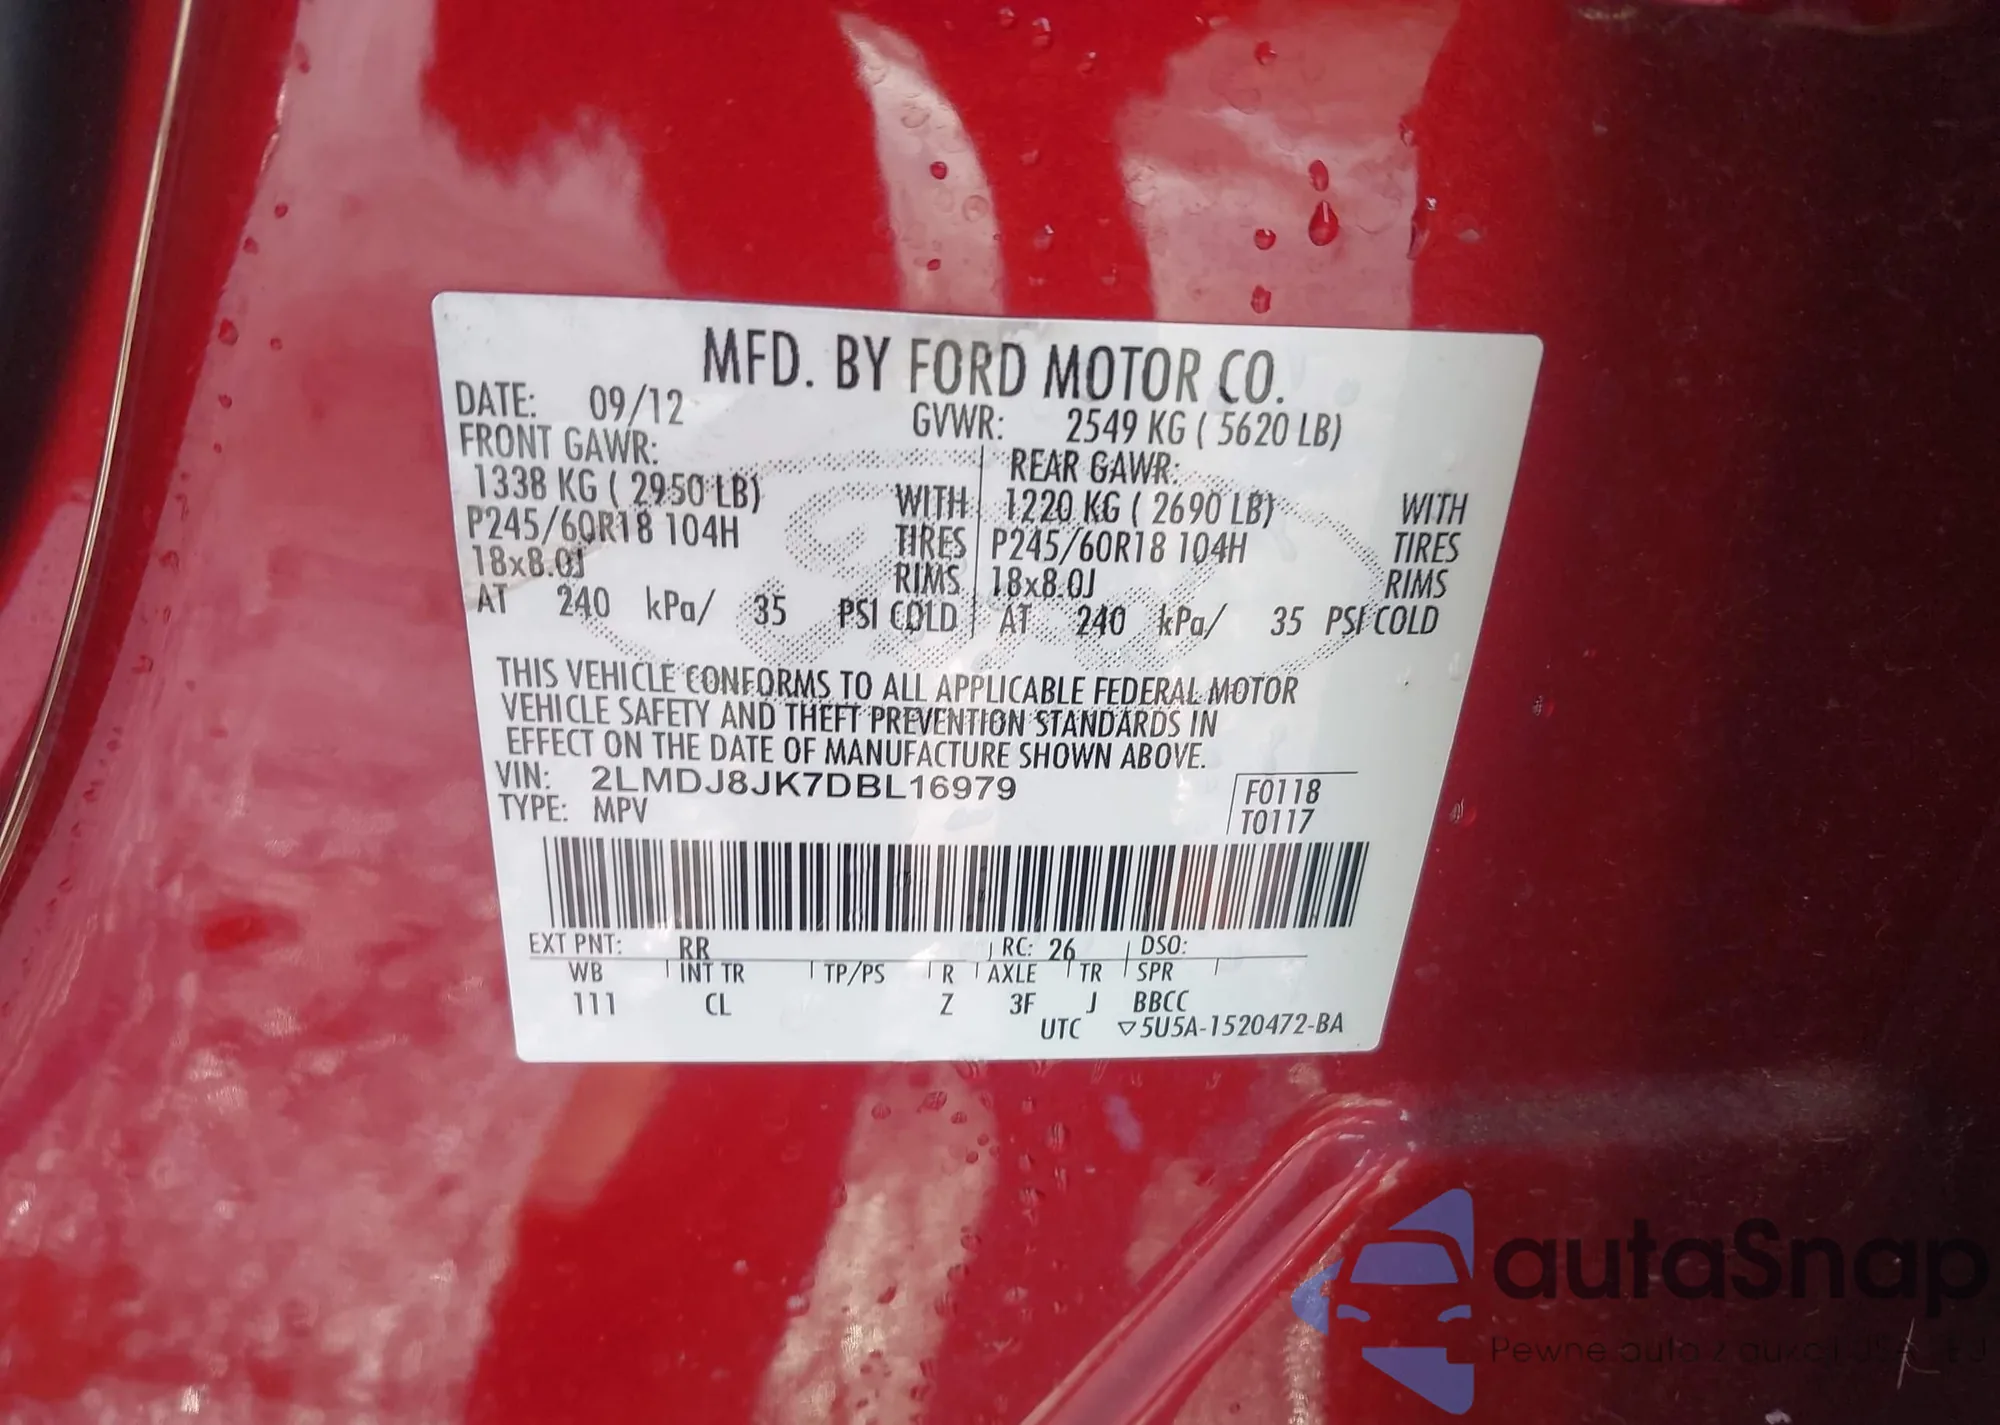 MFD. BY FORD MOTOR CO.
DATE: 09/12 GVWR: 2549 KG ( 5620 LB)
FRONT GAWR: REAR GAWR:
1338 KG ( 2950 LB) WITH 1220 KG ( 2690 LB) WITH
P245/60R18 104H TIRES P245/60R18 104H TIRES
18x8.0J RIMS 18x8.0J RIMS
AT 240 kPa/ 35 PSI COLD AT 240 kPa/ 35 PSI COLD
THIS VEHICLE CONFORMS TO ALL APPLICABLE FEDERAL MOTOR
VEHICLE SAFETY AND THEFT PREVENTION STANDARDS IN
EFFECT ON THE DATE OF MANUFACTURE SHOWN ABOVE.
VIN: 2LMDJ8JK7DBL16979 F0118
TYPE: MPV T0117
EXT PNT: RR RC: 26 DSO:
WB INT TR TP/PS R AXLE TR SPR
111 CL Z 3F J BBCC
UTC ▽5U5A-1520472-BA
autaSnap
Pewne auta z aukcji